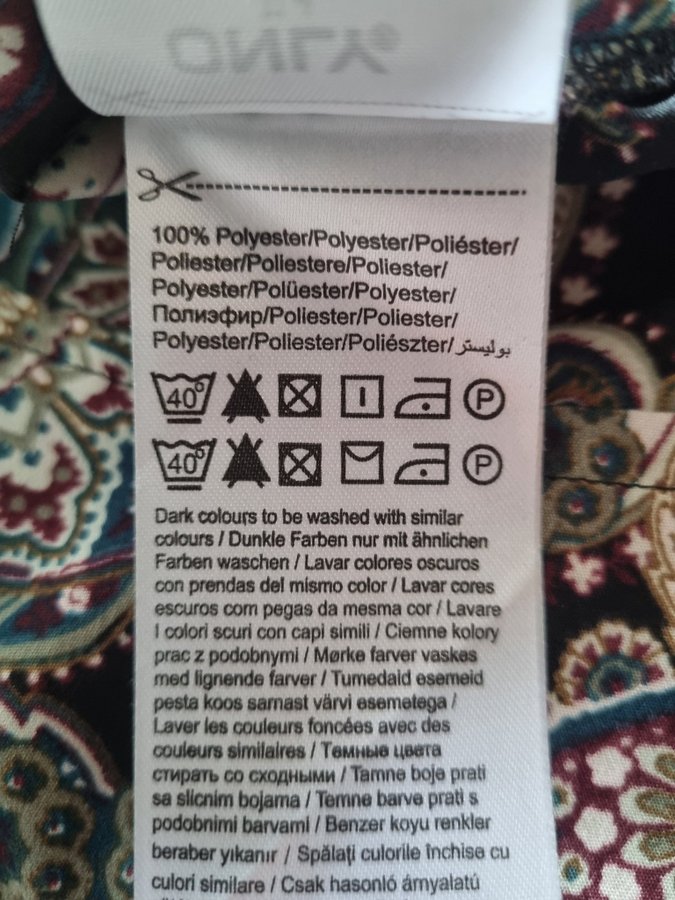 ONLY®
100% Polyester/Polyester/Poliéster/
Poliester/Poliestere/Poliester/
Polyester/Polüester/Polyester/
Полиэфир/Poliester/Poliester/
Polyester/Poliester/Poliészter/بوليستر
40° I P
40° P
Dark colours to be washed with similar
colours / Dunkle Farben nur mit ähnlichen
Farben waschen / Lavar colores oscuros
con prendas del mismo color / Lavar cores
escuros com pegas da mesma cor / Lavare
I colori scuri con capi simili / Ciemne kolory
prac z podobnymi / Mørke farver vaskes
med lignende farver / Tumedaid esemeid
pesta koos sarnast värvi esemetega /
Laver les couleurs foncées avec des
couleurs similaires / Темные цвета
стирать со сходными / Tamne boje prati
sa slicnim bojama / Temne barve prati s
podobnimi barvami / Benzer koyu renkler
beraber yıkanır / Spălați culorile închise cu
culori similare / Csak hasonló árnyalatú